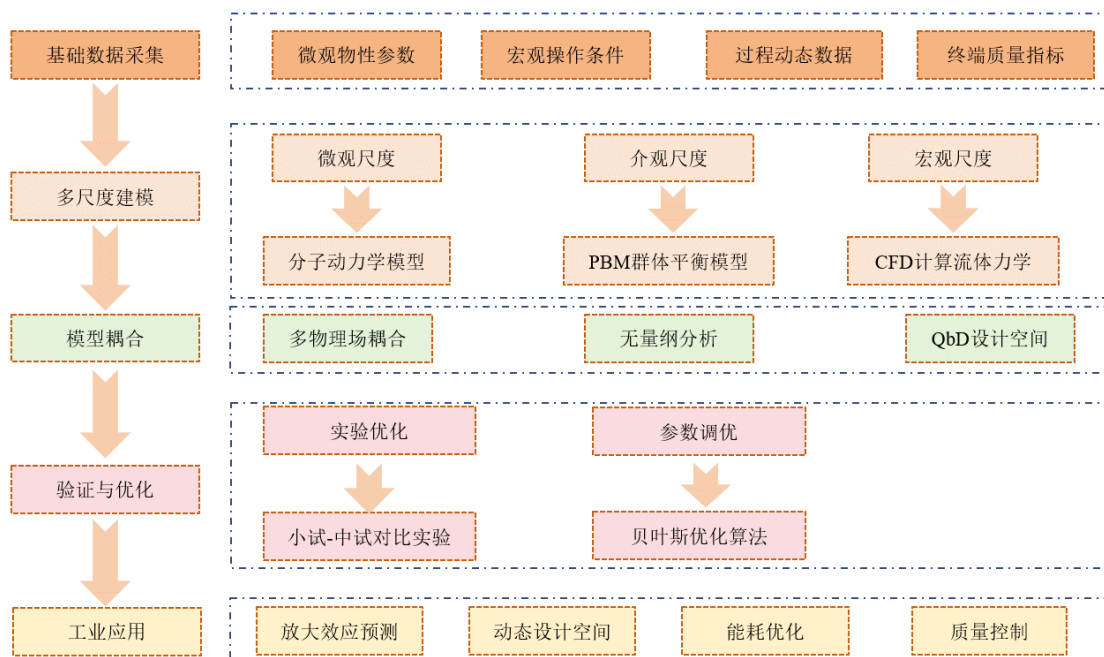 基础数据采集
微观物性参数
宏观操作条件
过程动态数据
终端质量指标
多尺度建模
微观尺度
介观尺度
宏观尺度
分子动力学模型
PBM群体平衡模型
CFD计算流体力学
模型耦合
多物理场耦合
无量纲分析
QbD设计空间
验证与优化
实验优化
参数调优
小试-中试对比实验
贝叶斯优化算法
工业应用
放大效应预测
动态设计空间
能耗优化
质量控制